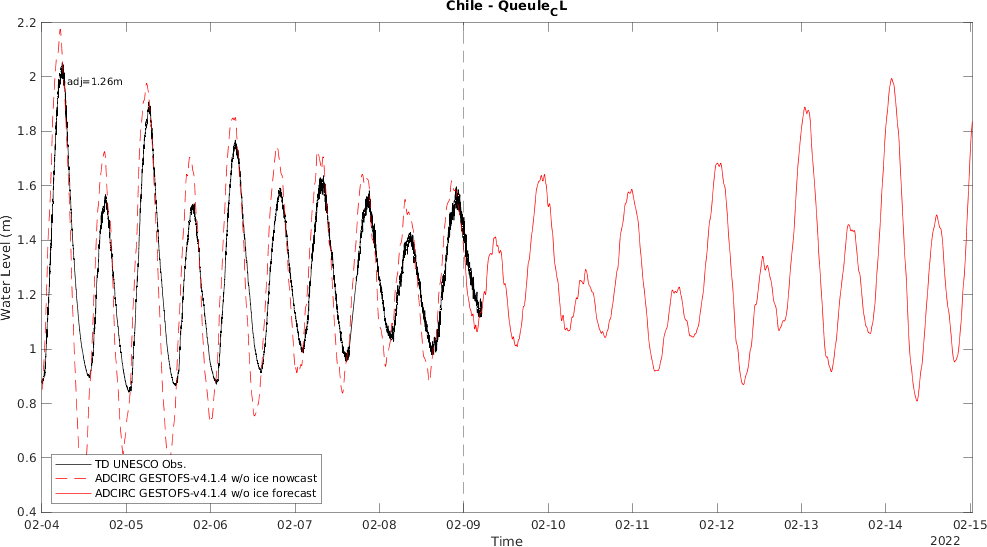 Chile - Queule_CL
2.2
2
1.8
1.6
1.4
1.2
1
0.8
0.6
0.4
Water Level (m)
adj=1.26m
TD UNESCO Obs.
ADCIRC GESTOFS-v4.1.4 w/o ice nowcast
ADCIRC GESTOFS-v4.1.4 w/o ice forecast
02-04 02-05 02-06 02-07 02-08 02-09 02-10 02-11 02-12 02-13 02-14 02-15
Time
2022